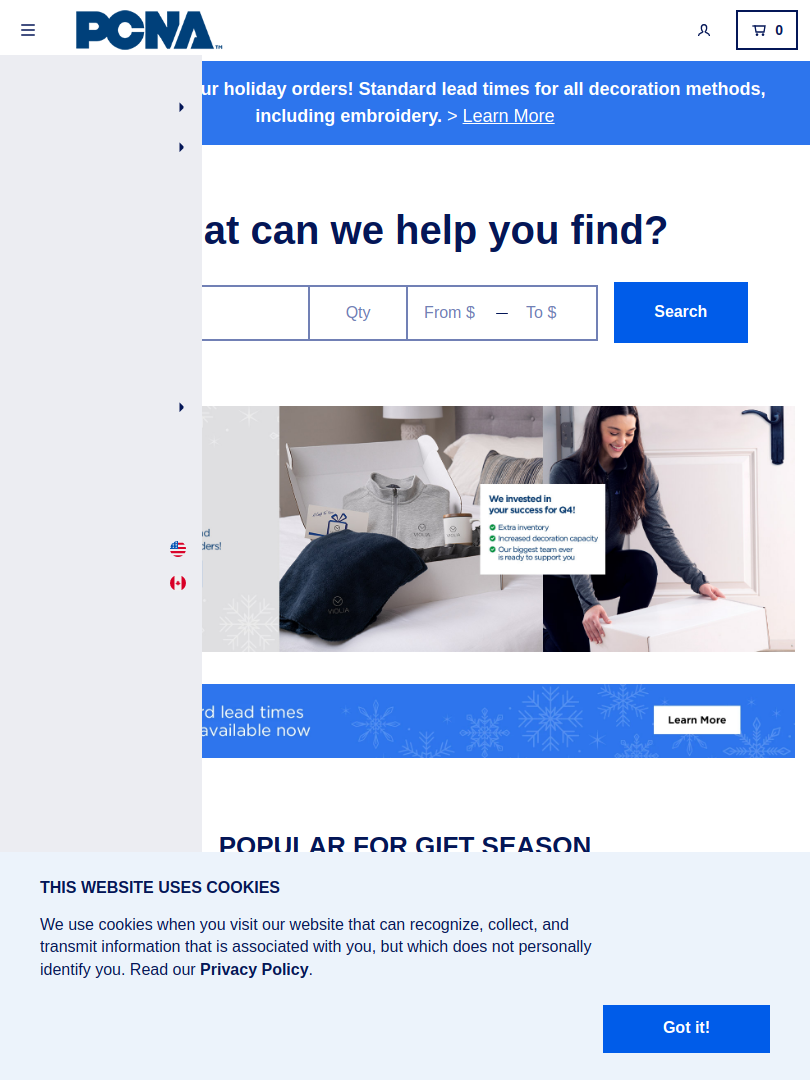 PCNA™
0
ur holiday orders! Standard lead times for all decoration methods,
including embroidery. > Learn More
at can we help you find?
Qty
From $ — To $
Search
nd
ders!
We invested in
your success for Q4!
Extra inventory
Increased decoration capacity
Our biggest team ever
is ready to support you
VIOLIA
VIOLIA
VIOLIA
rd lead times
available now
Learn More
POPULAR FOR GIFT SEASON
THIS WEBSITE USES COOKIES
We use cookies when you visit our website that can recognize, collect, and
transmit information that is associated with you, but which does not personally
identify you. Read our Privacy Policy.
Got it!